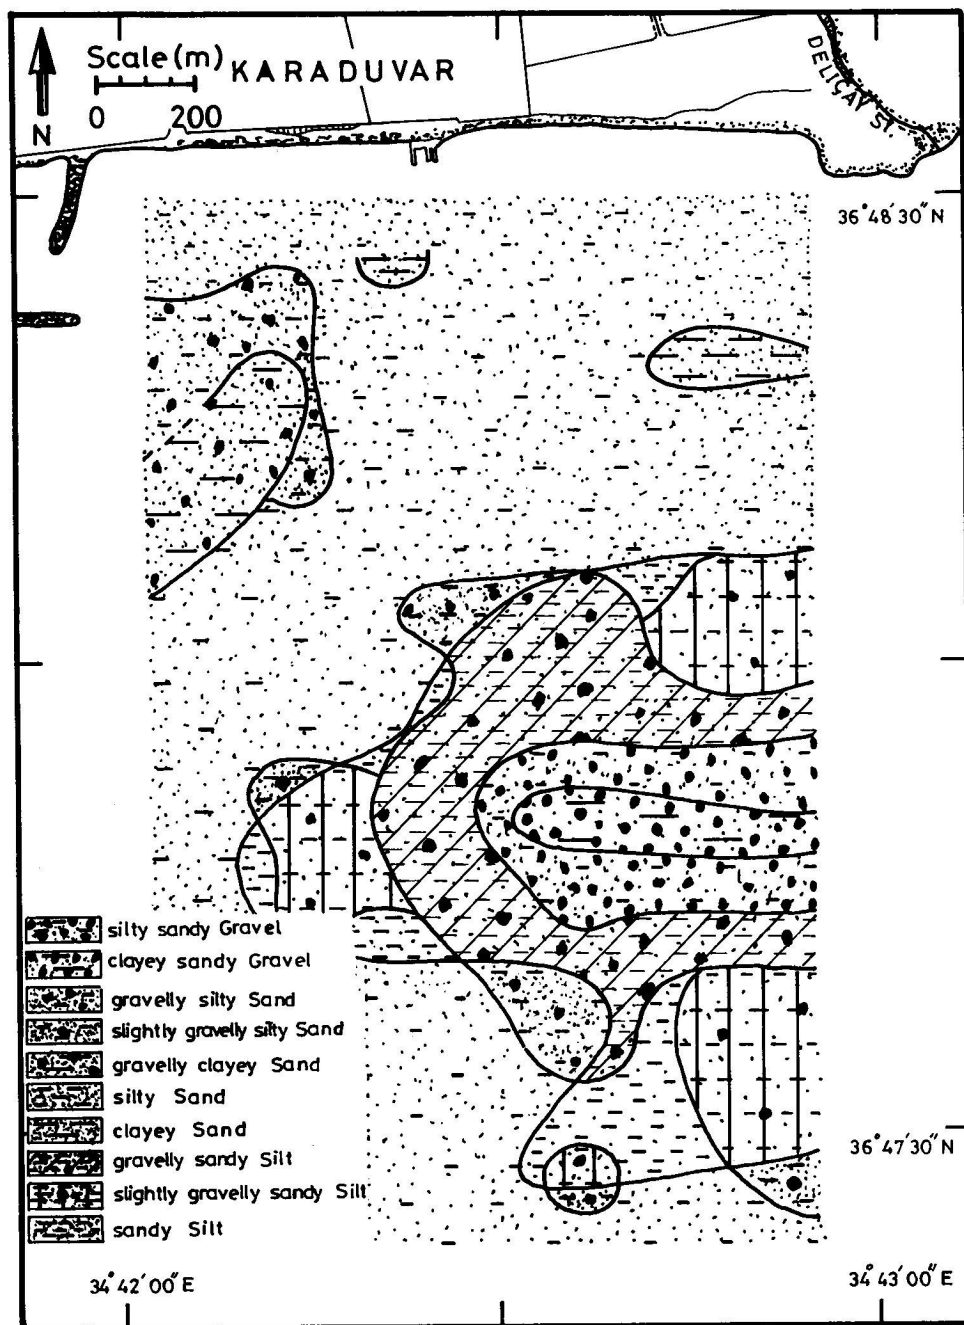 Scale (m)
0 200
N
KARADUVAR
DELİÇAY St.
36° 48' 30" N
silty sandy Gravel
clayey sandy Gravel
gravelly silty Sand
slightly gravelly silty Sand
gravelly clayey Sand
silty Sand
clayey Sand
gravelly sandy Silt
slightly gravelly sandy Silt
sandy Silt
36° 47' 30" N
34° 42' 00" E
34° 43' 00" E